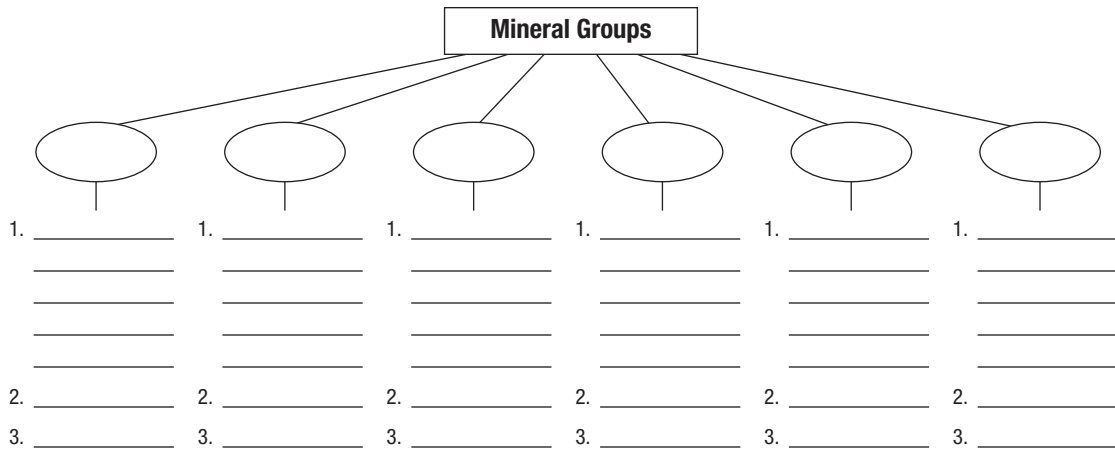 Mineral Groups
1. 1. 1. 1. 1. 1.
2. 2. 2. 2. 2. 2.
3. 3. 3. 3. 3. 3.